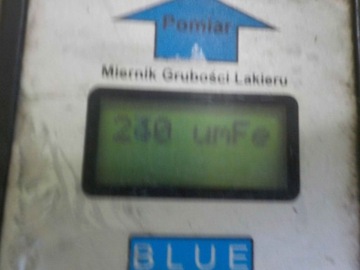 Pomiar
Miernik Grubości Lakieru
240 umFe
BLUE